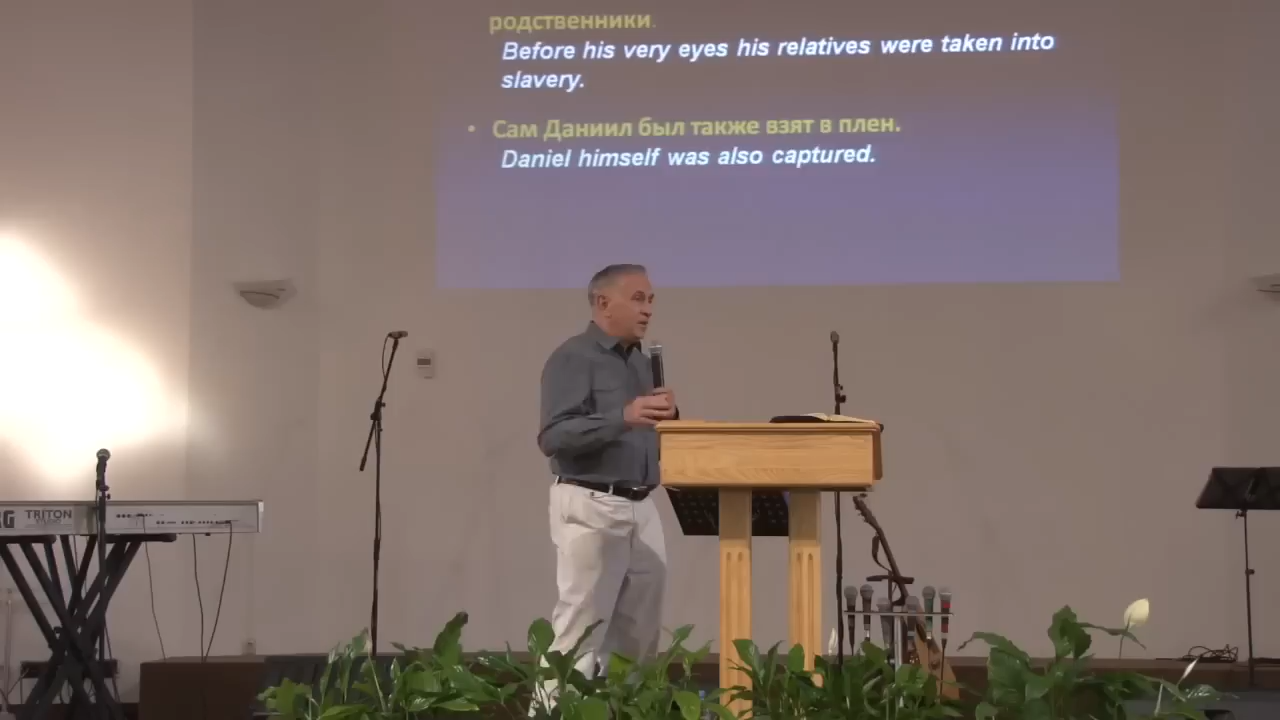 родственники.
Before his very eyes his relatives were taken into
slavery.
• Сам Даниил был также взят в плен.
Daniel himself was also captured.
TRITON